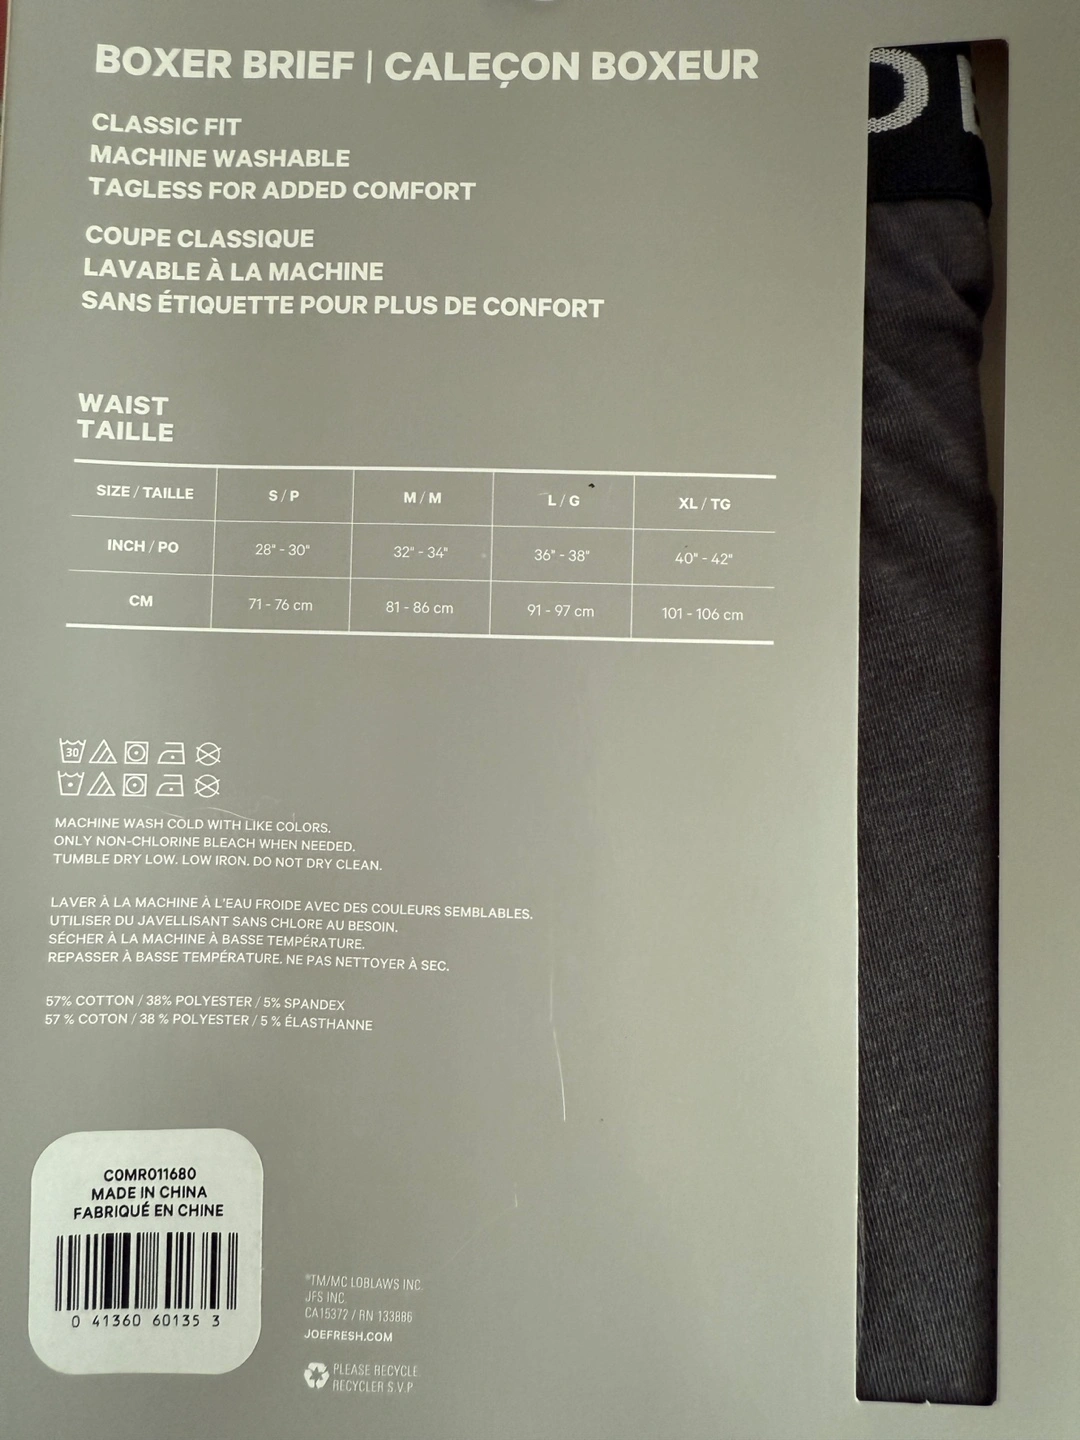 BOXER BRIEF | CALEÇON BOXEUR
CLASSIC FIT
MACHINE WASHABLE
TAGLESS FOR ADDED COMFORT
COUPE CLASSIQUE
LAVABLE À LA MACHINE
SANS ÉTIQUETTE POUR PLUS DE CONFORT
WAIST
TAILLE
SIZE / TAILLE S / P M / M L / G XL / TG
INCH / PO 28" - 30" 32" - 34" 36" - 38" 40" - 42"
CM 71 - 76 cm 81 - 86 cm 91 - 97 cm 101 - 106 cm
30
MACHINE WASH COLD WITH LIKE COLORS.
ONLY NON-CHLORINE BLEACH WHEN NEEDED.
TUMBLE DRY LOW. LOW IRON. DO NOT DRY CLEAN.
LAVER À LA MACHINE À L'EAU FROIDE AVEC DES COULEURS SEMBLABLES.
UTILISER DU JAVELLISANT SANS CHLORE AU BESOIN.
SÉCHER À LA MACHINE À BASSE TEMPÉRATURE.
REPASSER À BASSE TEMPÉRATURE. NE PAS NETTOYER À SEC.
57% COTTON / 38% POLYESTER / 5% SPANDEX
57 % COTON / 38 % POLYESTER / 5 % ÉLASTHANNE
COMR011680
MADE IN CHINA
FABRIQUÉ EN CHINE
0 41360 60135 3
®TM/MC LOBLAWS INC.
JFS INC.
CA15372 / RN 133886
JOEFRESH.COM
PLEASE RECYCLE
RECYCLER S.V.P.